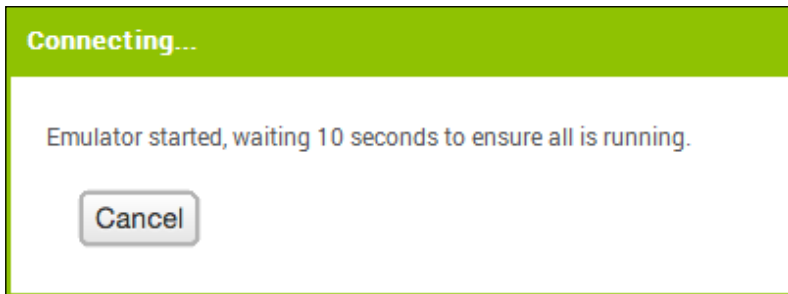 Connecting...
Emulator started, waiting 10 seconds to ensure all is running.
Cancel